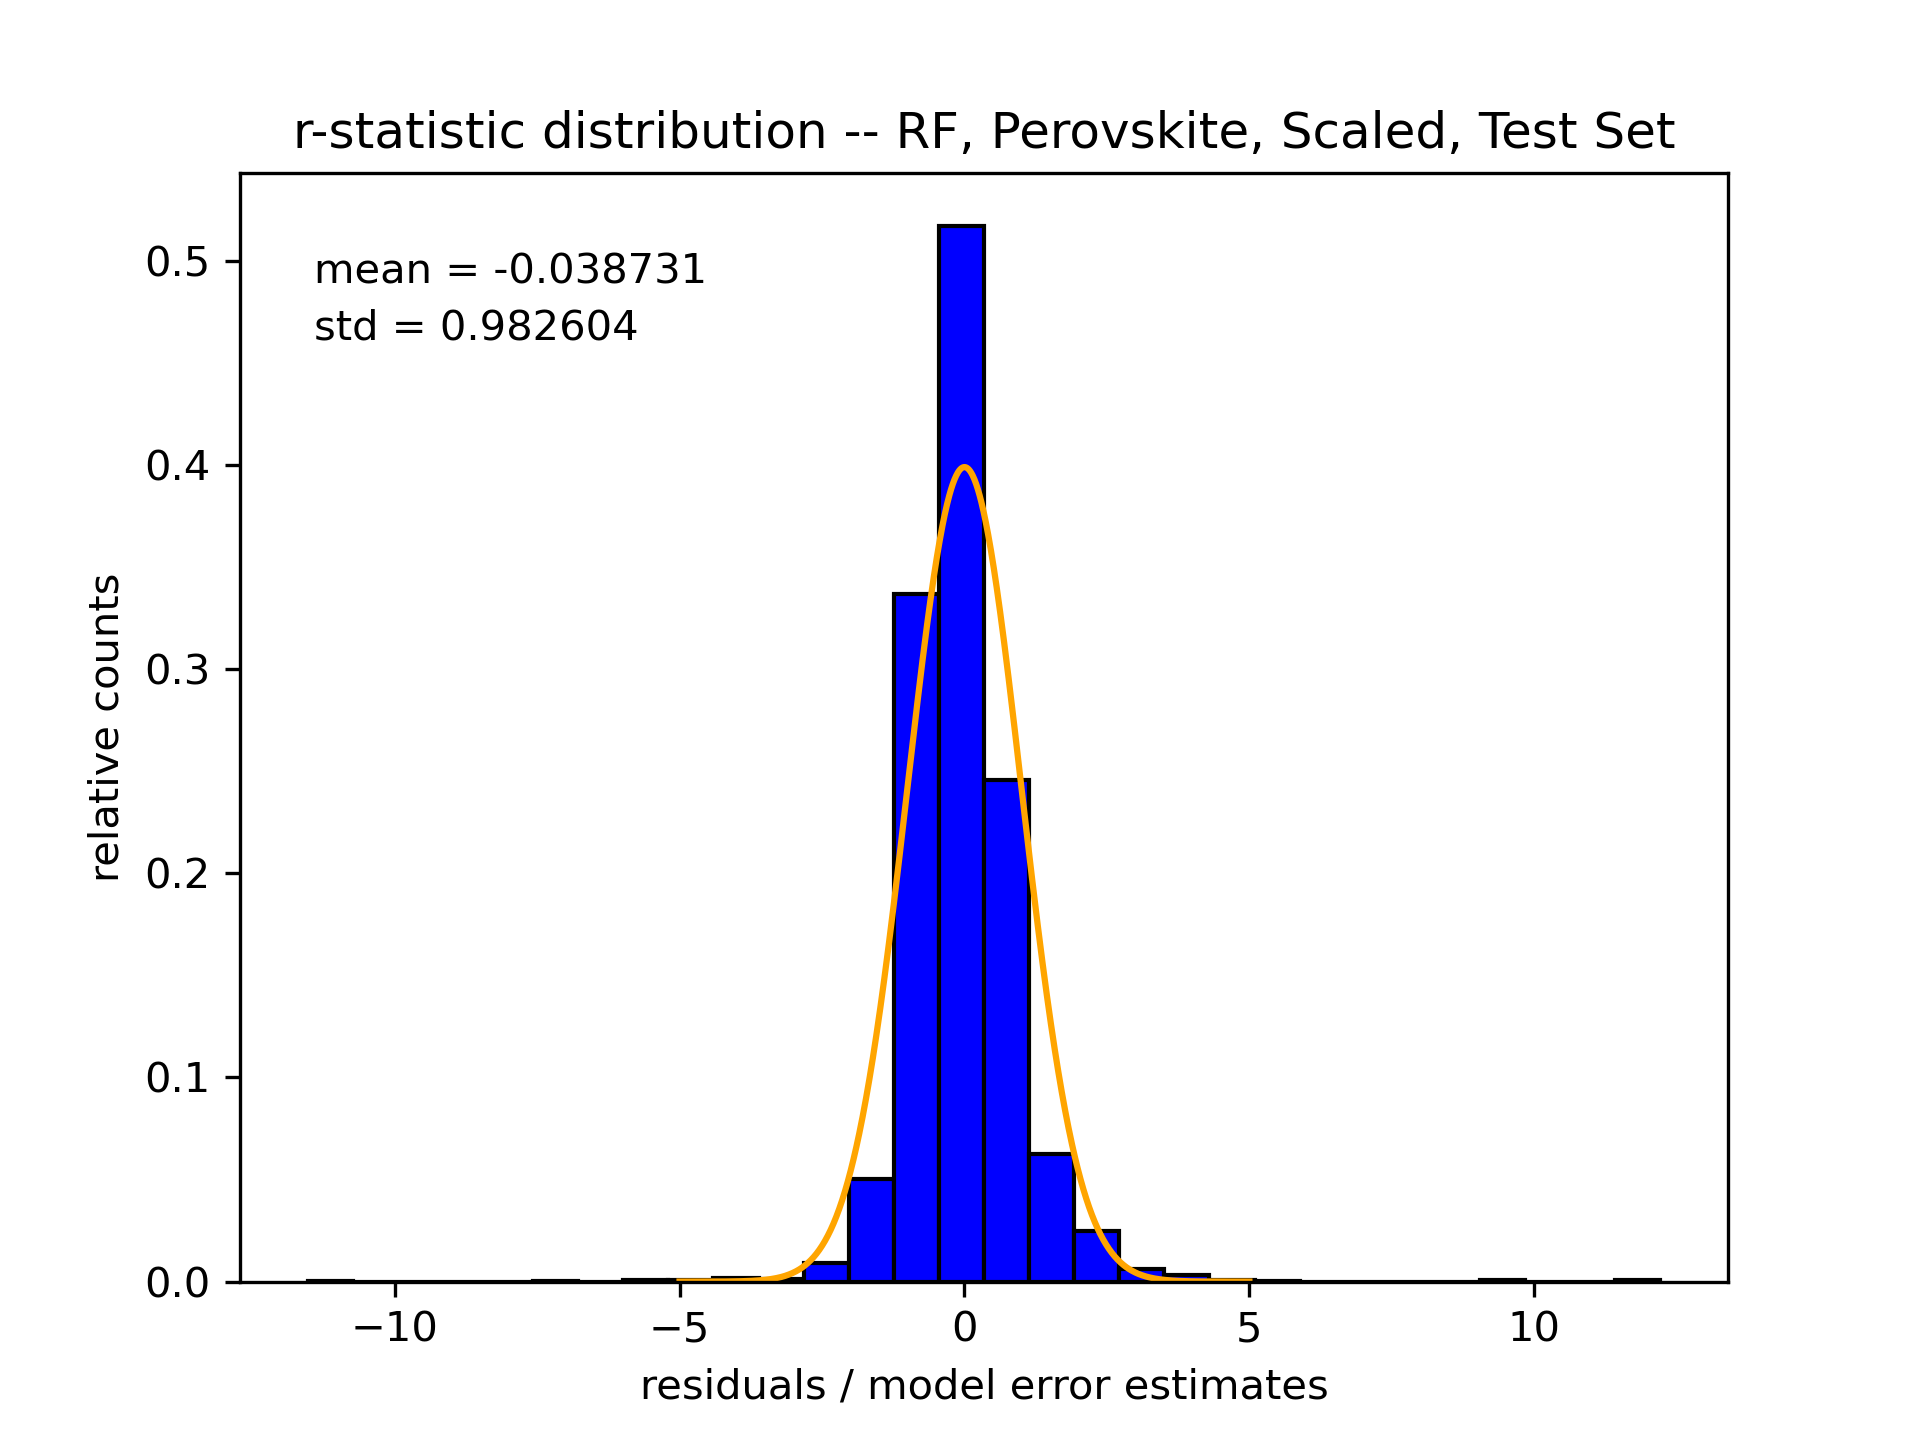 r-statistic distribution -- RF, Perovskite, Scaled, Test Set
mean = -0.038731
std = 0.982604
relative counts
0.5
0.4
0.3
0.2
0.1
0.0
−10 −5 0 5 10
residuals / model error estimates